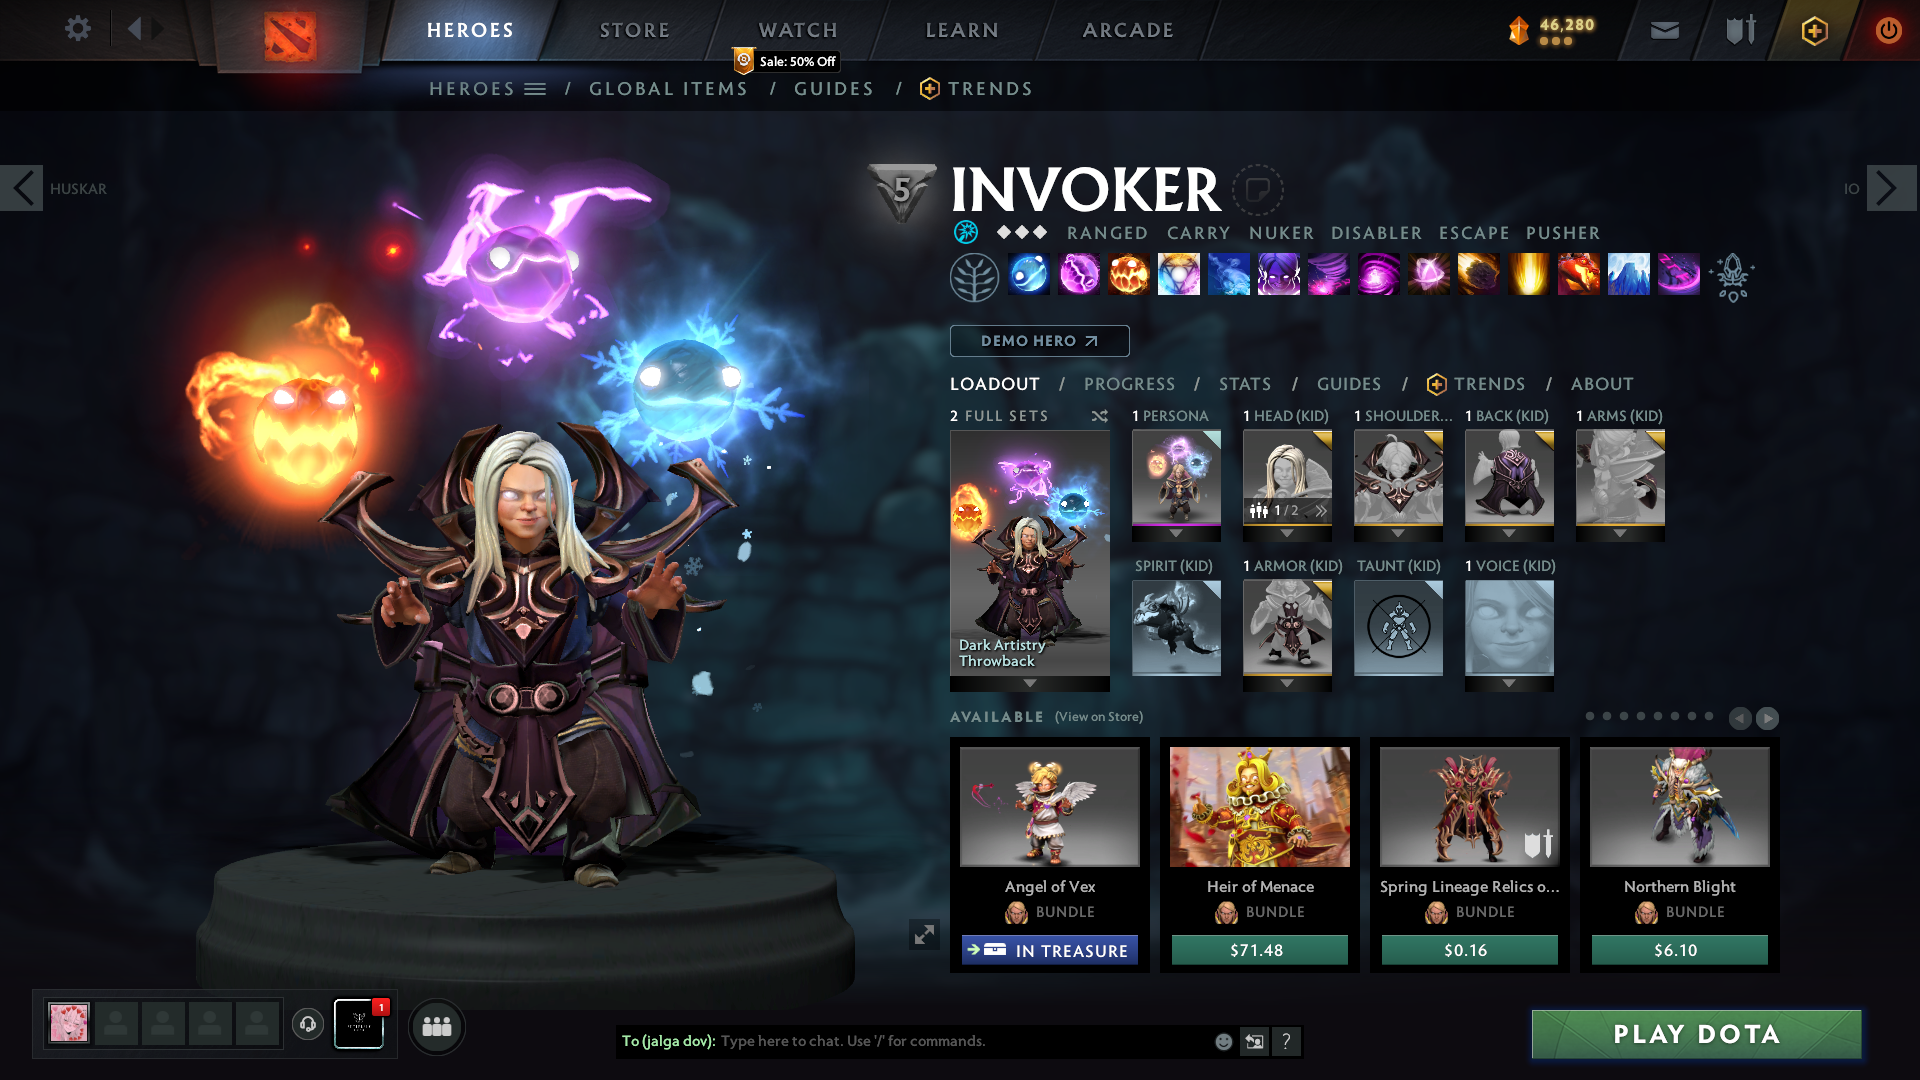 HEROES
STORE
WATCH
LEARN
ARCADE
46,280
Sale: 50% Off
HEROES / GLOBAL ITEMS / GUIDES / TRENDS
HUSKAR
5
INVOKER
IO
RANGED CARRY NUKER DISABLER ESCAPE PUSHER
DEMO HERO
LOADOUT / PROGRESS / STATS / GUIDES / TRENDS / ABOUT
2 FULL SETS
1 PERSONA
1 HEAD (KID)
1 SHOULDER...
1 BACK (KID)
1 ARMS (KID)
1/2
SPIRIT (KID)
1 ARMOR (KID)
TAUNT (KID)
1 VOICE (KID)
Dark Artistry
Throwback
AVAILABLE (View on Store)
Angel of Vex
BUNDLE
IN TREASURE
Heir of Menace
BUNDLE
$71.48
Spring Lineage Relics o...
BUNDLE
$0.16
Northern Blight
BUNDLE
$6.10
1
To (jalga dov): Type here to chat. Use '/' for commands.
?
PLAY DOTA